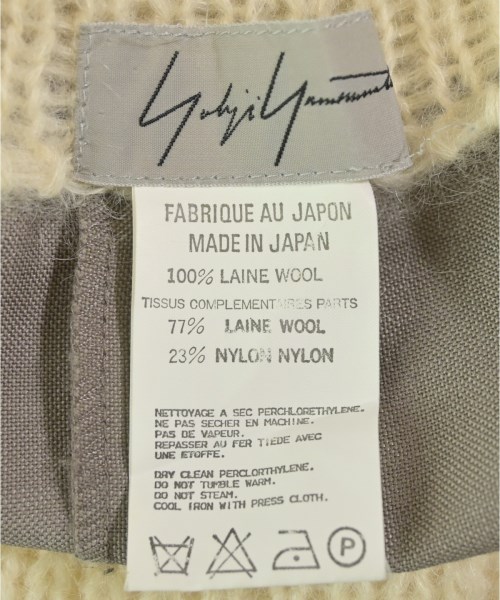 Yohji Yamamoto
FABRIQUE AU JAPON
MADE IN JAPAN
100% LAINE WOOL
TISSUS COMPLEMENTAIRES PARTS
77% LAINE WOOL
23% NYLON NYLON
NETTOYAGE A SEC PERCHLORETHYLENE.
NE PAS SECHER EN MACHINE.
PAS DE VAPEUR.
REPASSER AU FER TIEDE AVEC
UNE ETOFFE.
DRY CLEAN PERCLORTHYLENE.
DO NOT TUMBLE WARM.
DO NOT STEAM.
COOL IRON WITH PRESS CLOTH.
P